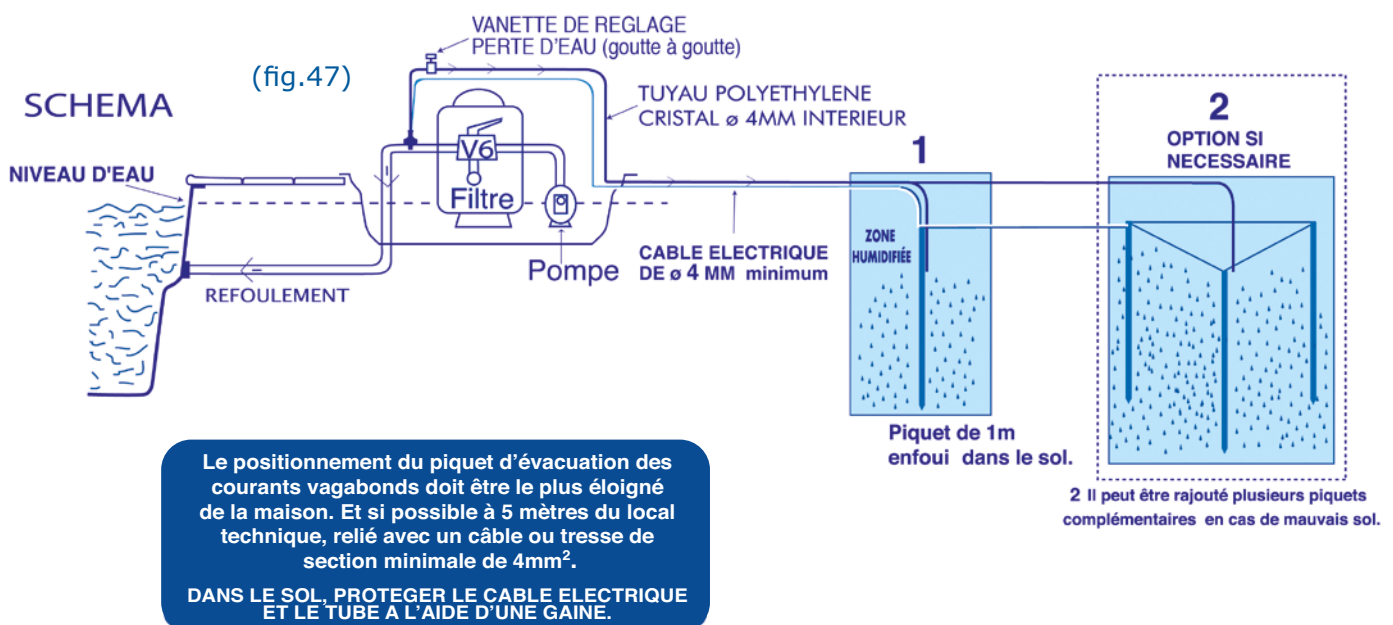 VANETTE DE REGLAGE
PERTE D'EAU (goutte à goutte)
(fig.47)
SCHEMA
TUYAU POLYETHYLENE
CRISTAL ø 4MM INTERIEUR
NIVEAU D'EAU
V6
Filtre
Pompe
REFOULEMENT
CABLE ELECTRIQUE
DE ø 4 MM minimum
1
ZONE
HUMIDIFIÉE
Piquet de 1m
enfoui dans le sol.
2
OPTION SI
NECESSAIRE
2 Il peut être rajouté plusieurs piquets
complémentaires en cas de mauvais sol.
Le positionnement du piquet d'évacuation des
courants vagabonds doit être le plus éloigné
de la maison. Et si possible à 5 mètres du local
technique, relié avec un câble ou tresse de
section minimale de 4mm².
DANS LE SOL, PROTEGER LE CABLE ELECTRIQUE
ET LE TUBE A L'AIDE D'UNE GAINE.